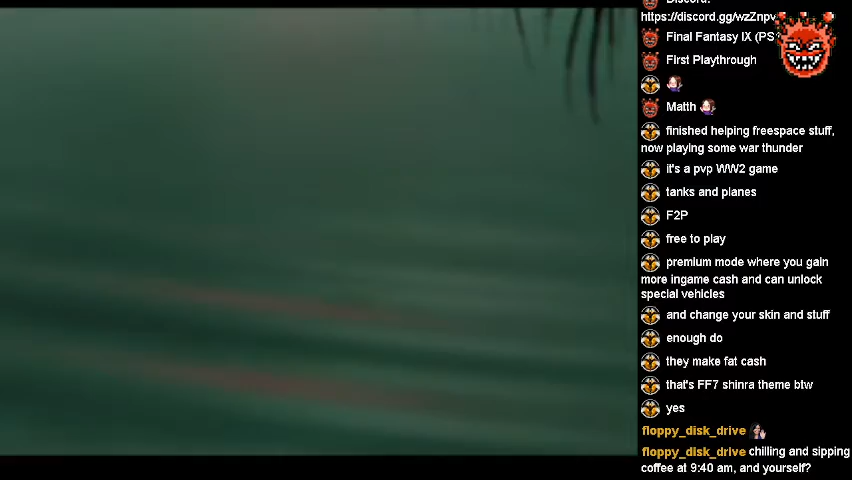 Discord:
https://discord.gg/wzZnpv
Final Fantasy IX (PS
First Playthrough
Matth
finished helping freespace stuff,
now playing some war thunder
it's a pvp WW2 game
tanks and planes
F2P
free to play
premium mode where you gain
more ingame cash and can unlock
special vehicles
and change your skin and stuff
enough do
they make fat cash
that's FF7 shinra theme btw
yes
floppy_disk_drive
floppy_disk_drive chilling and sipping
coffee at 9:40 am, and yourself?